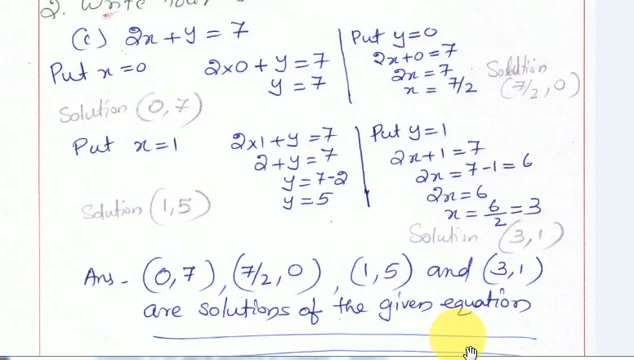 2. Write four
(c) 2x + y = 7
Put x=0
2×0 + y = 7
y = 7
Solution (0,7)
Put y=0
2x+0 = 7
2x = 7
x = 7/2
Solution
(7/2, 0)
Put x=1
2×1 + y = 7
2 + y = 7
y = 7-2
y = 5
Solution (1,5)
Put y=1
2x+1 = 7
2x = 7-1 = 6
2x = 6
x = 6/2 = 3
Solution (3,1)
Ans - (0,7), (7/2, 0), (1,5) and (3,1)
are solutions of the given equation